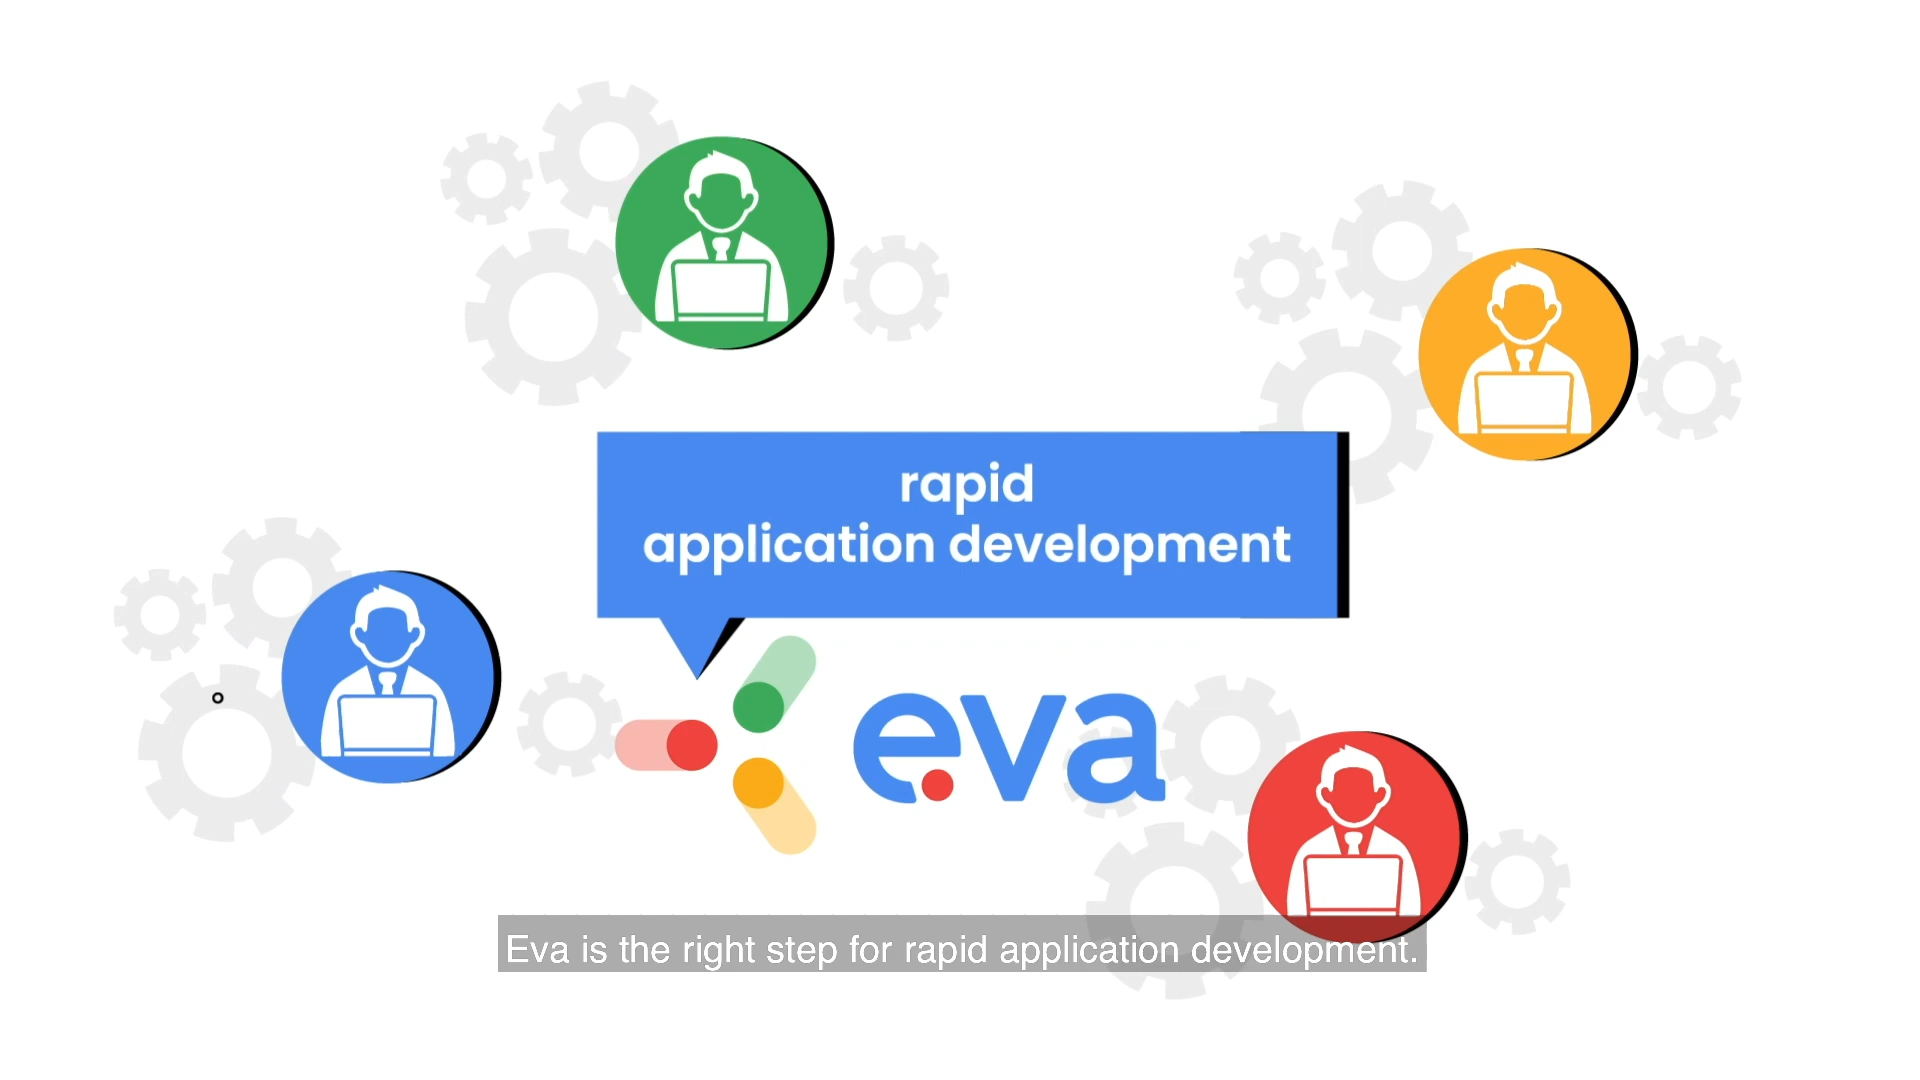 rapid
application development
eva
Eva is the right step for rapid application development.